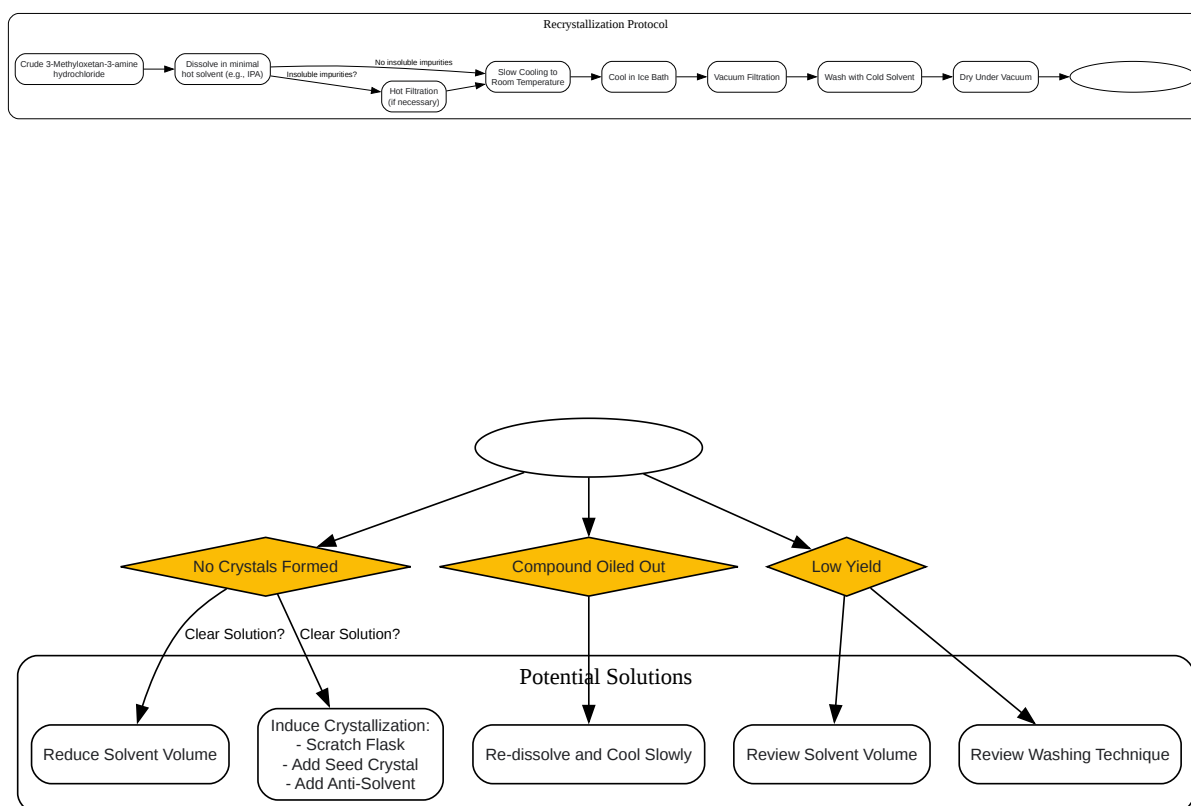 Recrystallization Protocol
Crude 3-Methyloxetan-3-amine
hydrochloride
Dissolve in minimal
hot solvent (e.g., IPA)
No insoluble impurities
Insoluble impurities?
Hot Filtration
(if necessary)
Slow Cooling to
Room Temperature
Cool in Ice Bath
Vacuum Filtration
Wash with Cold Solvent
Dry Under Vacuum
No Crystals Formed
Compound Oiled Out
Low Yield
Clear Solution?
Clear Solution?
Potential Solutions
Reduce Solvent Volume
Induce Crystallization:
- Scratch Flask
- Add Seed Crystal
- Add Anti-Solvent
Re-dissolve and Cool Slowly
Review Solvent Volume
Review Washing Technique